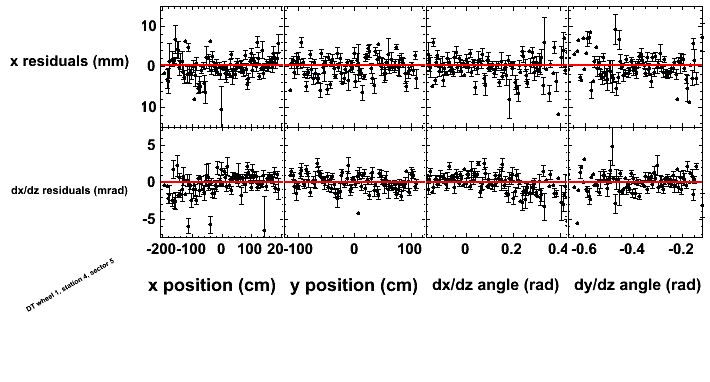 10
x residuals (mm)
0
10
5
dx/dz residuals (mrad)
0
-5
-200 -100 0 100 20 -100 0 100 0 0.2 0.4 -0.6 -0.4 -0.2
x position (cm) y position (cm) dx/dz angle (rad) dy/dz angle (rad)
DT wheel 1, station 4, sector 5